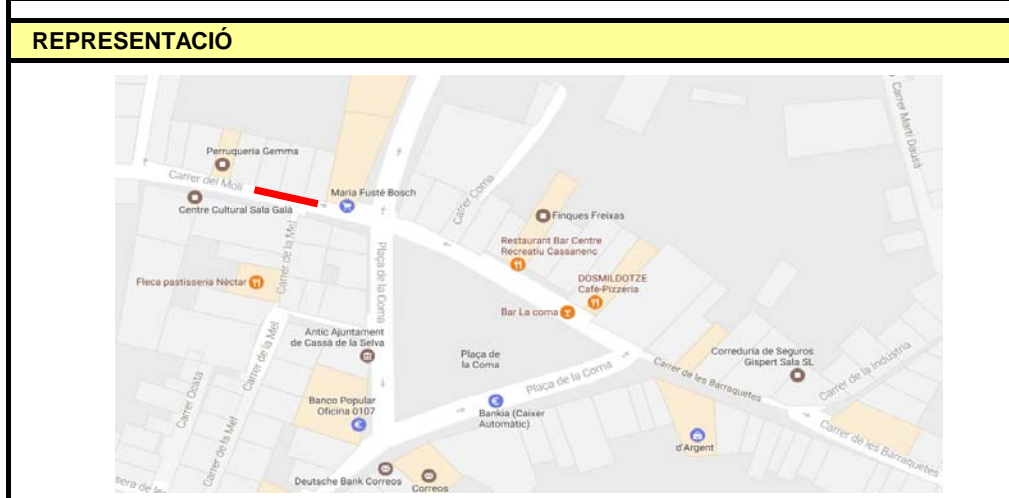 REPRESENTACIÓ
Carrer Martí Dausà
Perruqueria Gemma
Carrer del Molí
Maria Fusté Bosch
Carrer Coma
Centre Cultural Sala Galà
Finques Freixas
Carrer de la Mel
Plaça de la Coma
Restaurant Bar Centre
Recreatiu Cassanenc
Fleca pastisseria Nèctar
DOSMILDOTZE
Cafè-Pizzeria
Bar La coma
Antic Ajuntament
de Cassà de la Selva
Carrer de la Mel
Plaça de
la Coma
Correduria de Seguros
Gispert Sala SL
Carrer de la Industria
Carrer de les Barraquetes
Plaça de la Coma
Carrer Ocata
Banco Popular
Oficina 0107
Bankia (Caixer
Automàtic)
Carrer de la Mel
Carrer de les Barraquetes
d'Argent
Deutsche Bank Correos
Correos